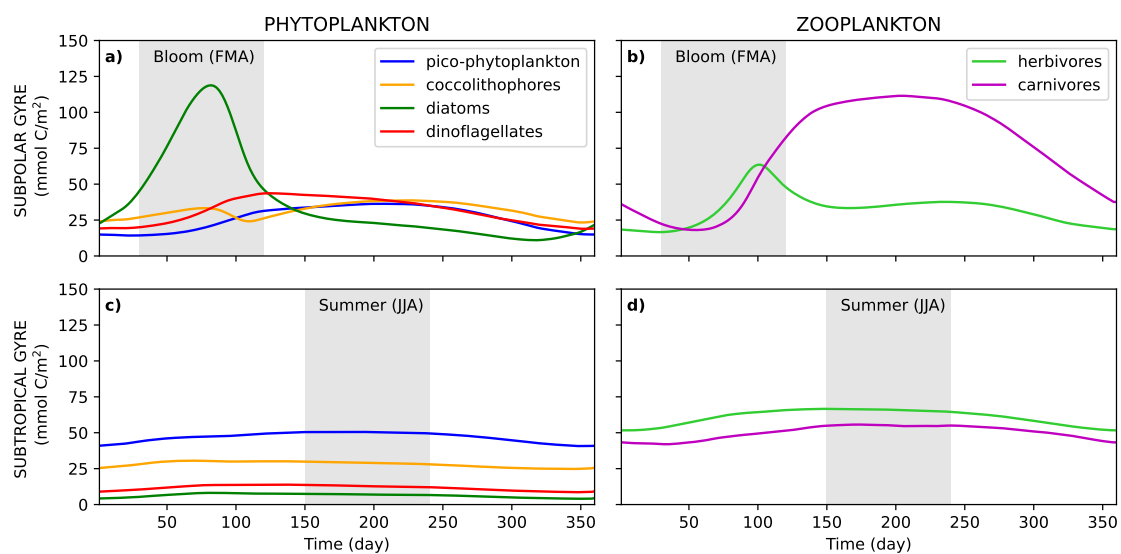 PHYTOPLANKTON
ZOOPLANKTON
SUBPOLAR GYRE
(mmol C/m²)
150
125
100
75
50
25
0
a)
Bloom (FMA)
pico-phytoplankton
coccolithophores
diatoms
dinoflagellates
b)
Bloom (FMA)
herbivores
carnivores
SUBTROPICAL GYRE
(mmol C/m²)
150
125
100
75
50
25
0
c)
Summer (JJA)
50 100 150 200 250 300 350
Time (day)
d)
Summer (JJA)
50 100 150 200 250 300 350
Time (day)